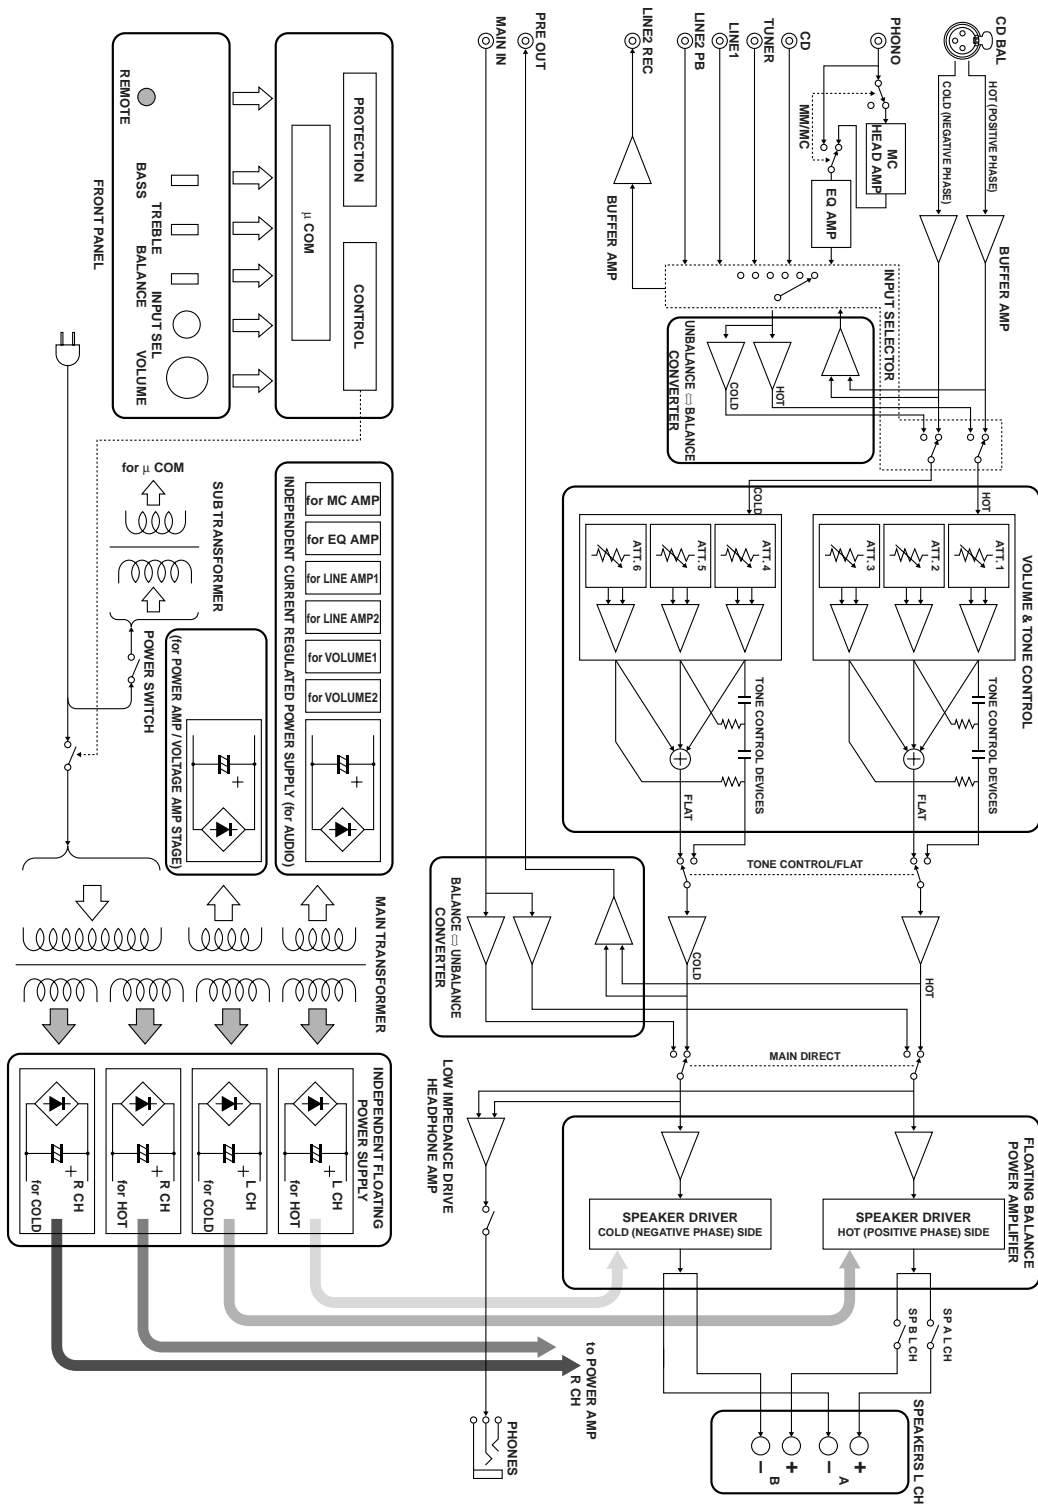 CD BAL
HOT (POSITIVE PHASE)
COLD (NEGATIVE PHASE)
BUFFER AMP
PHONO
MM/MC
MC
HEAD AMP
EQ AMP
CD
TUNER
LINE1
LINE2 PB
LINE2 REC
BUFFER AMP
PRE OUT
MAIN IN
INPUT SELECTOR
UNBALANCE ⇔ BALANCE
CONVERTER
COLD
HOT
VOLUME & TONE CONTROL
HOT
COLD
ATT. 1
ATT. 2
ATT. 3
ATT. 4
ATT. 5
ATT. 6
TONE CONTROL DEVICES
TONE CONTROL DEVICES
FLAT
FLAT
TONE CONTROL/FLAT
BALANCE ⇔ UNBALANCE
CONVERTER
COLD
HOT
MAIN DIRECT
LOW IMPEDANCE DRIVE
HEADPHONE AMP
FLOATING BALANCE
POWER AMPLIFIER
SPEAKER DRIVER
COLD (NEGATIVE PHASE) SIDE
SPEAKER DRIVER
HOT (POSITIVE PHASE) SIDE
SP B L CH
SP A L CH
SPEAKERS L CH
+
−
A
+
−
B
PHONES
PROTECTION
CONTROL
μ COM
REMOTE
BASS
TREBLE
BALANCE
INPUT SEL
VOLUME
FRONT PANEL
for μ COM
SUB TRANSFORMER
POWER SWITCH
INDEPENDENT CURRENT REGULATED POWER SUPPLY (for AUDIO)
for MC AMP
for EQ AMP
for LINE AMP1
for LINE AMP2
for VOLUME1
for VOLUME2
+
(for POWER AMP / VOLTAGE AMP STAGE)
+
MAIN TRANSFORMER
INDEPENDENT FLOATING
POWER SUPPLY
+
L CH
for HOT
+
L CH
for COLD
+
R CH
for HOT
+
R CH
for COLD
to POWER AMP
R CH